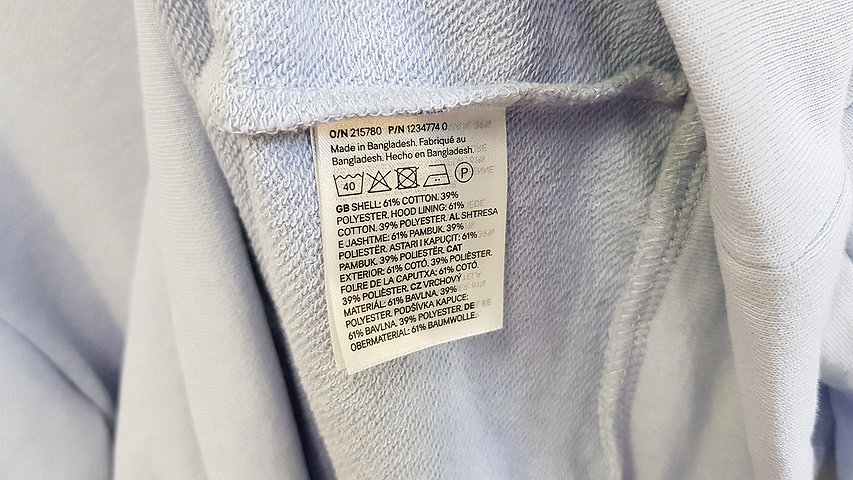 O/N 215780 P/N 1234774 0
Made in Bangladesh. Fabriqué au
Bangladesh. Hecho en Bangladesh.
40 P
GB SHELL: 61% COTTON. 39%
POLYESTER. HOOD LINING: 61%
COTTON. 39% POLYESTER. AL SHTRESA
E JASHTME: 61% PAMBUK. 39%
POLIESTËR. ASTARI I KAPUÇIT: 61%
PAMBUK. 39% POLIESTËR. CAT
EXTERIOR: 61% COTÓ. 39% POLIÈSTER.
FOLRE DE LA CAPUTXA: 61% COTÓ.
39% POLIÈSTER. CZ VRCHOVÝ
MATERIÁL: 61% BAVLNA. 39%
POLYESTER. PODŠÍVKA KAPUCE:
61% BAVLNA. 39% POLYESTER. DE
OBERMATERIAL: 61% BAUMWOLLE.